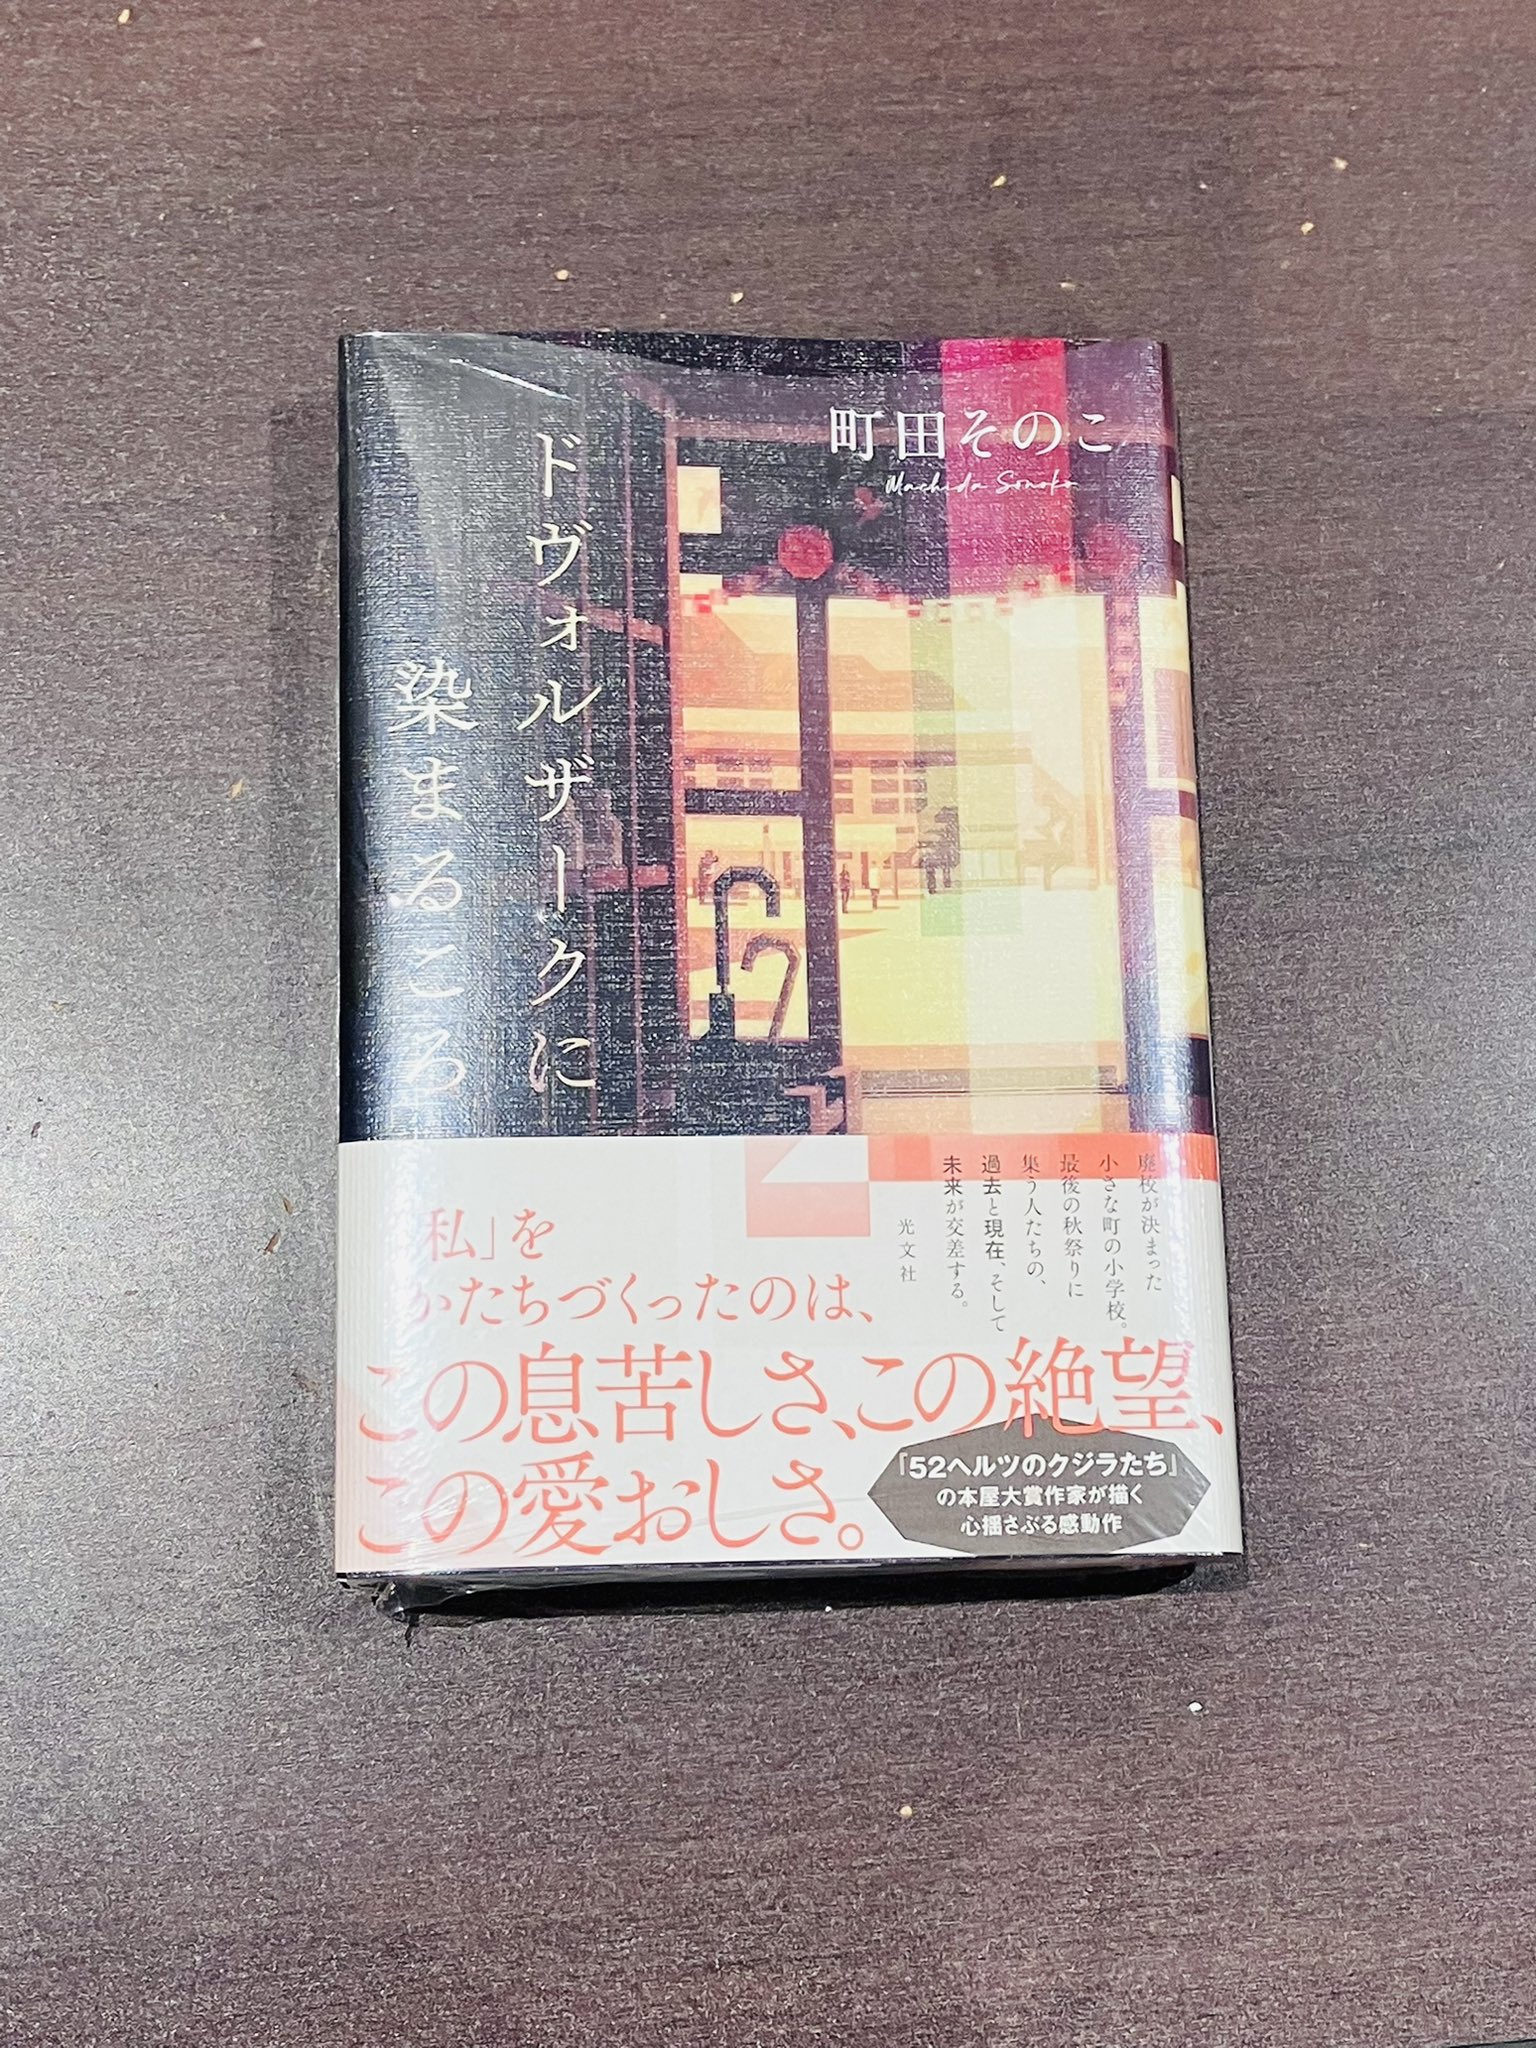 町田そのこ
Machida Sonoko
ドヴォルザークに
染まるころ
廃校が決まった
小さな町の小学校。
最後の秋祭りに
集う人たちの、
過去と現在、そして
未来が交差する。
光文社
私」を
かたちづくったのは、
この息苦しさ、この絶望、
この愛おしさ。
『52ヘルツのクジラたち』
の本屋大賞作家が描く
心揺さぶる感動作